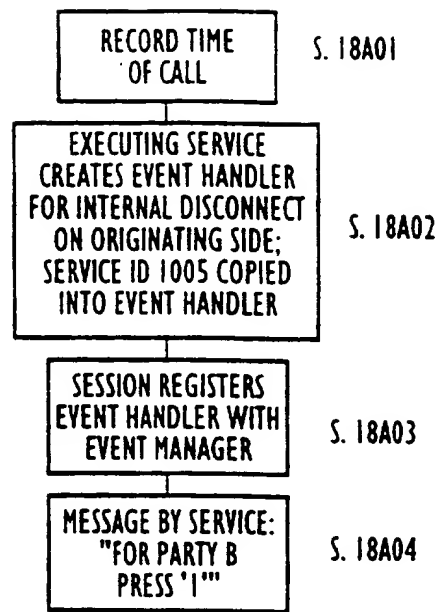 RECORD TIME
OF CALL
S. 18A01
EXECUTING SERVICE
CREATES EVENT HANDLER
FOR INTERNAL DISCONNECT
ON ORIGINATING SIDE;
SERVICE ID 1005 COPIED
INTO EVENT HANDLER
S. 18A02
SESSION REGISTERS
EVENT HANDLER WITH
EVENT MANAGER
S. 18A03
MESSAGE BY SERVICE:
"FOR PARTY B
PRESS '1'"
S. 18A04